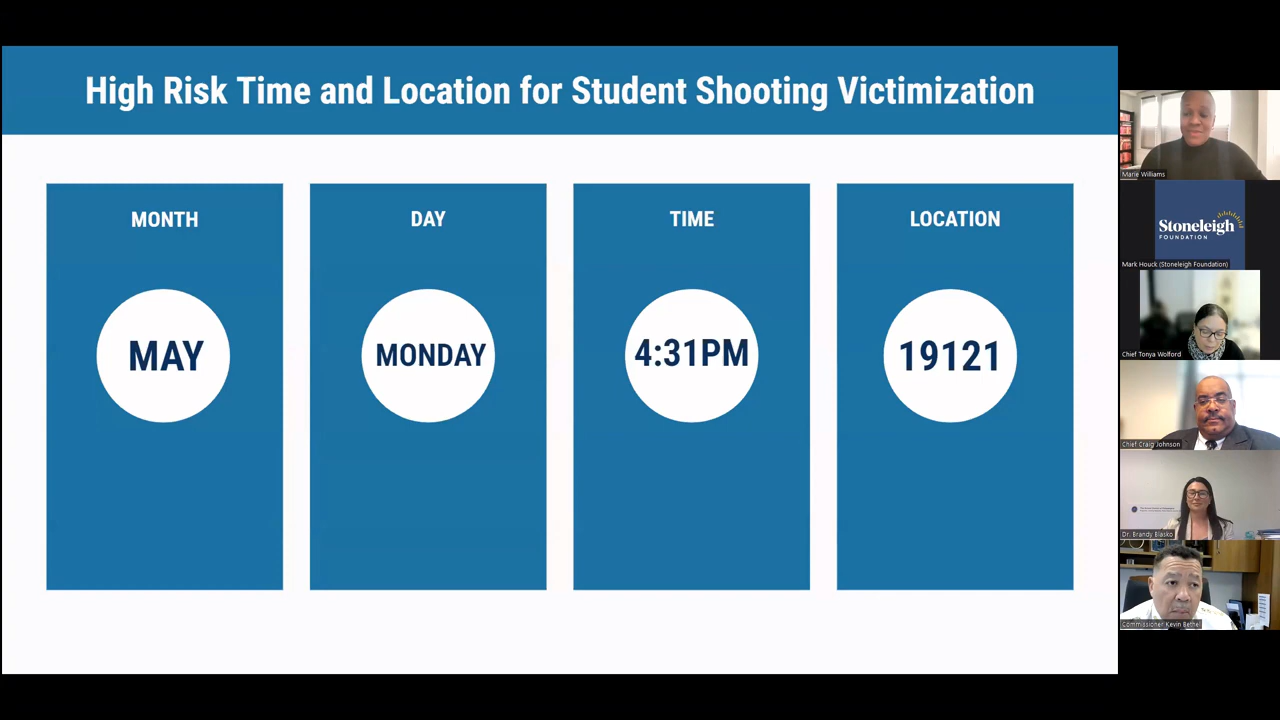 High Risk Time and Location for Student Shooting Victimization
MONTH
DAY
TIME
LOCATION
MAY
MONDAY
4:31PM
19121
Marie Williams
Stoneleigh
FOUNDATION
Mark Houck (Stoneleigh Foundation)
Chief Tonya Wolford
Chief Craig Johnson
Dr. Brandy Blasko
Commissioner Kevin Bethel